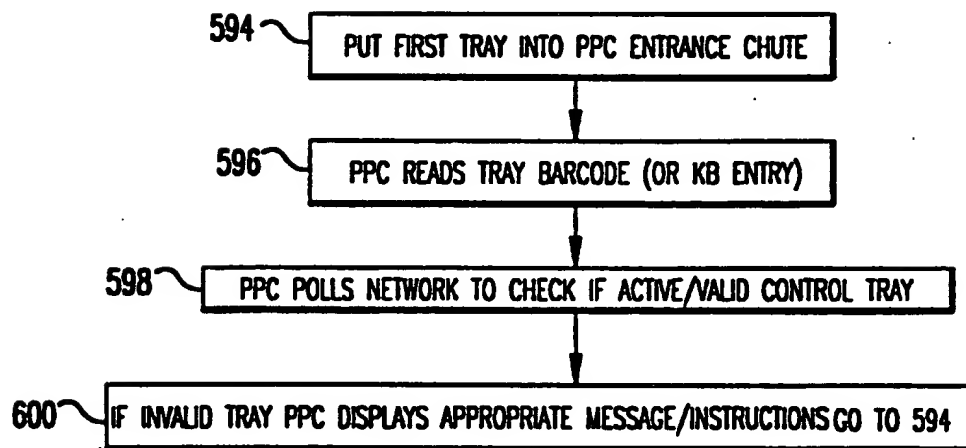 594
PUT FIRST TRAY INTO PPC ENTRANCE CHUTE
596
PPC READS TRAY BARCODE (OR KB ENTRY)
598
PPC POLLS NETWORK TO CHECK IF ACTIVE/VALID CONTROL TRAY
600
IF INVALID TRAY PPC DISPLAYS APPROPRIATE MESSAGE/INSTRUCTIONS GO TO 594